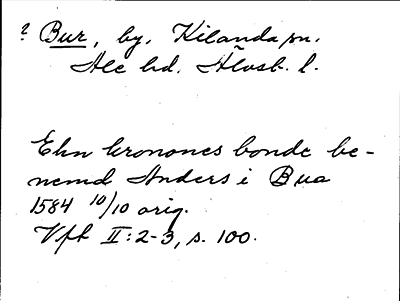 ? Bur, by, Kilanda sn.
Ale hd. Älvsb. l.
Ehn kronones bonde be-
nemd Anders i Bua
1584 10/10 orig.
Vft II:2-3, s. 100.